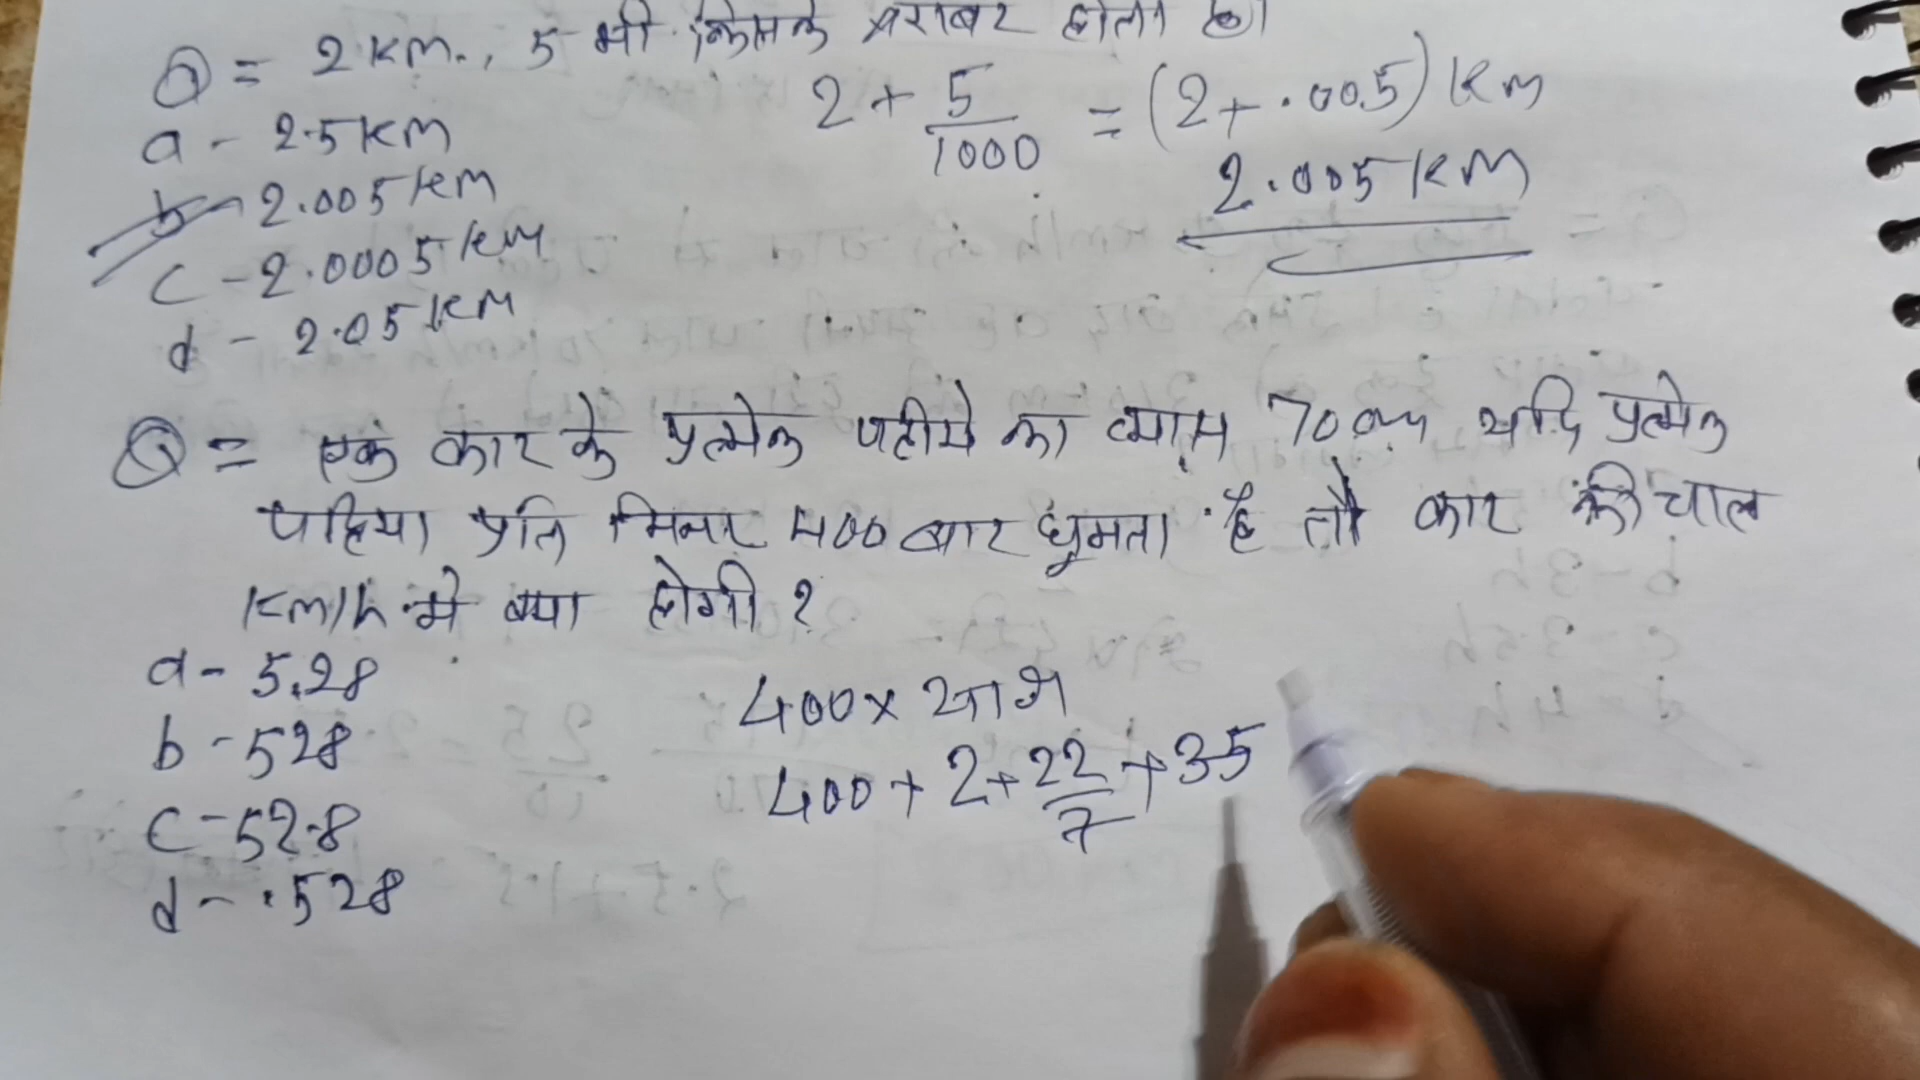 Q = 2 km., 5 मी किसके बराबर होता है।
a - 2.5 KM
b - 2.005 KM
c - 2.0005 KM
d - 2.05 KM
2 + 5/1000 = (2 + .005) KM
2.005 KM
Q = एक कार के प्रत्येक पहीये का व्यास 70 cm यदि प्रत्येक
पहिया प्रति मिनट 400 बार घूमता है तो कार की चाल
Km/h मे क्या होगी ?
a - 5.28
b - 528
c - 52.8
d - .528
400 x
400 + 2 + 22/7 + 35